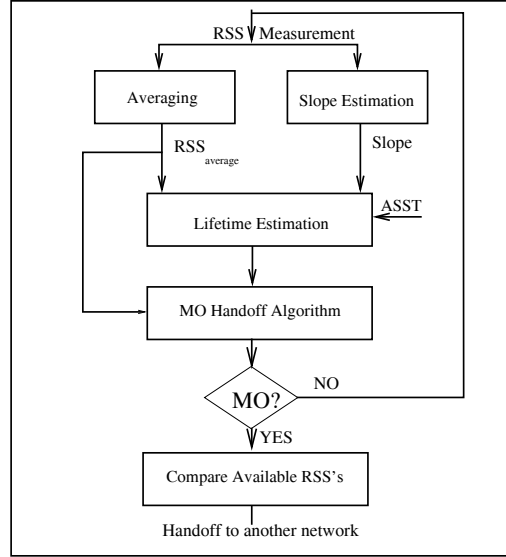 RSS Measurement
Averaging
Slope Estimation
RSS average
Slope
ASST
Lifetime Estimation
MO Handoff Algorithm
MO?
NO
YES
Compare Available RSS's
Handoff to another network